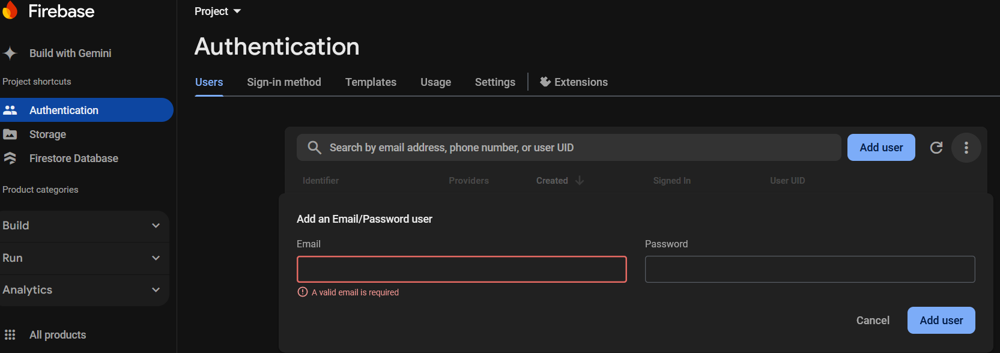 Firebase
Build with Gemini
Project shortcuts
Authentication
Storage
Firestore Database
Product categories
Build
Run
Analytics
All products
Project
Authentication
Users
Sign-in method
Templates
Usage
Settings
Extensions
Search by email address, phone number, or user UID
Add user
Identifier
Providers
Created
Signed In
User UID
Add an Email/Password user
Email
Password
A valid email is required
Cancel
Add user